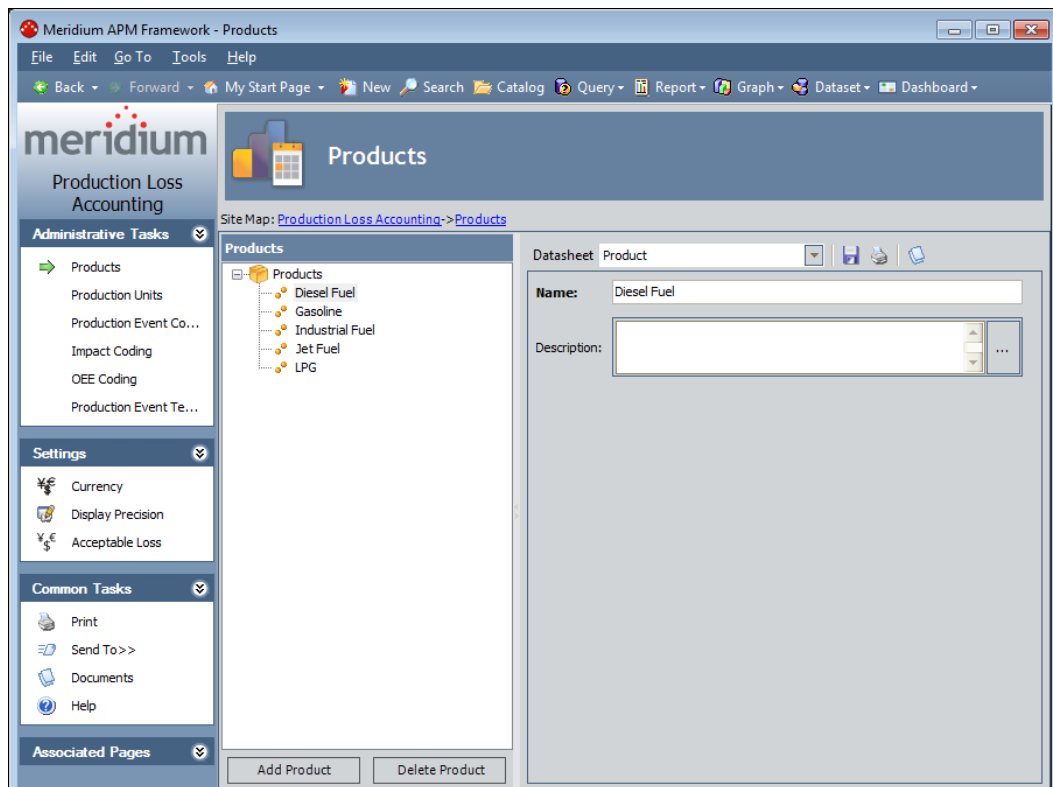 Meridium APM Framework - Products
File Edit Go To Tools Help
Back Forward My Start Page New Search Catalog Query Report Graph Dataset Dashboard
meridium
Production Loss
Accounting
Administrative Tasks
Products
Production Units
Production Event Co...
Impact Coding
OEE Coding
Production Event Te...
Settings
¥€$ Currency
Display Precision
¥$€ Acceptable Loss
Common Tasks
Print
Send To>>
Documents
? Help
Associated Pages
Products
Site Map: Production Loss Accounting->Products
Products
Products
Diesel Fuel
Gasoline
Industrial Fuel
Jet Fuel
LPG
Add Product Delete Product
Datasheet Product
Name: Diesel Fuel
Description: ...